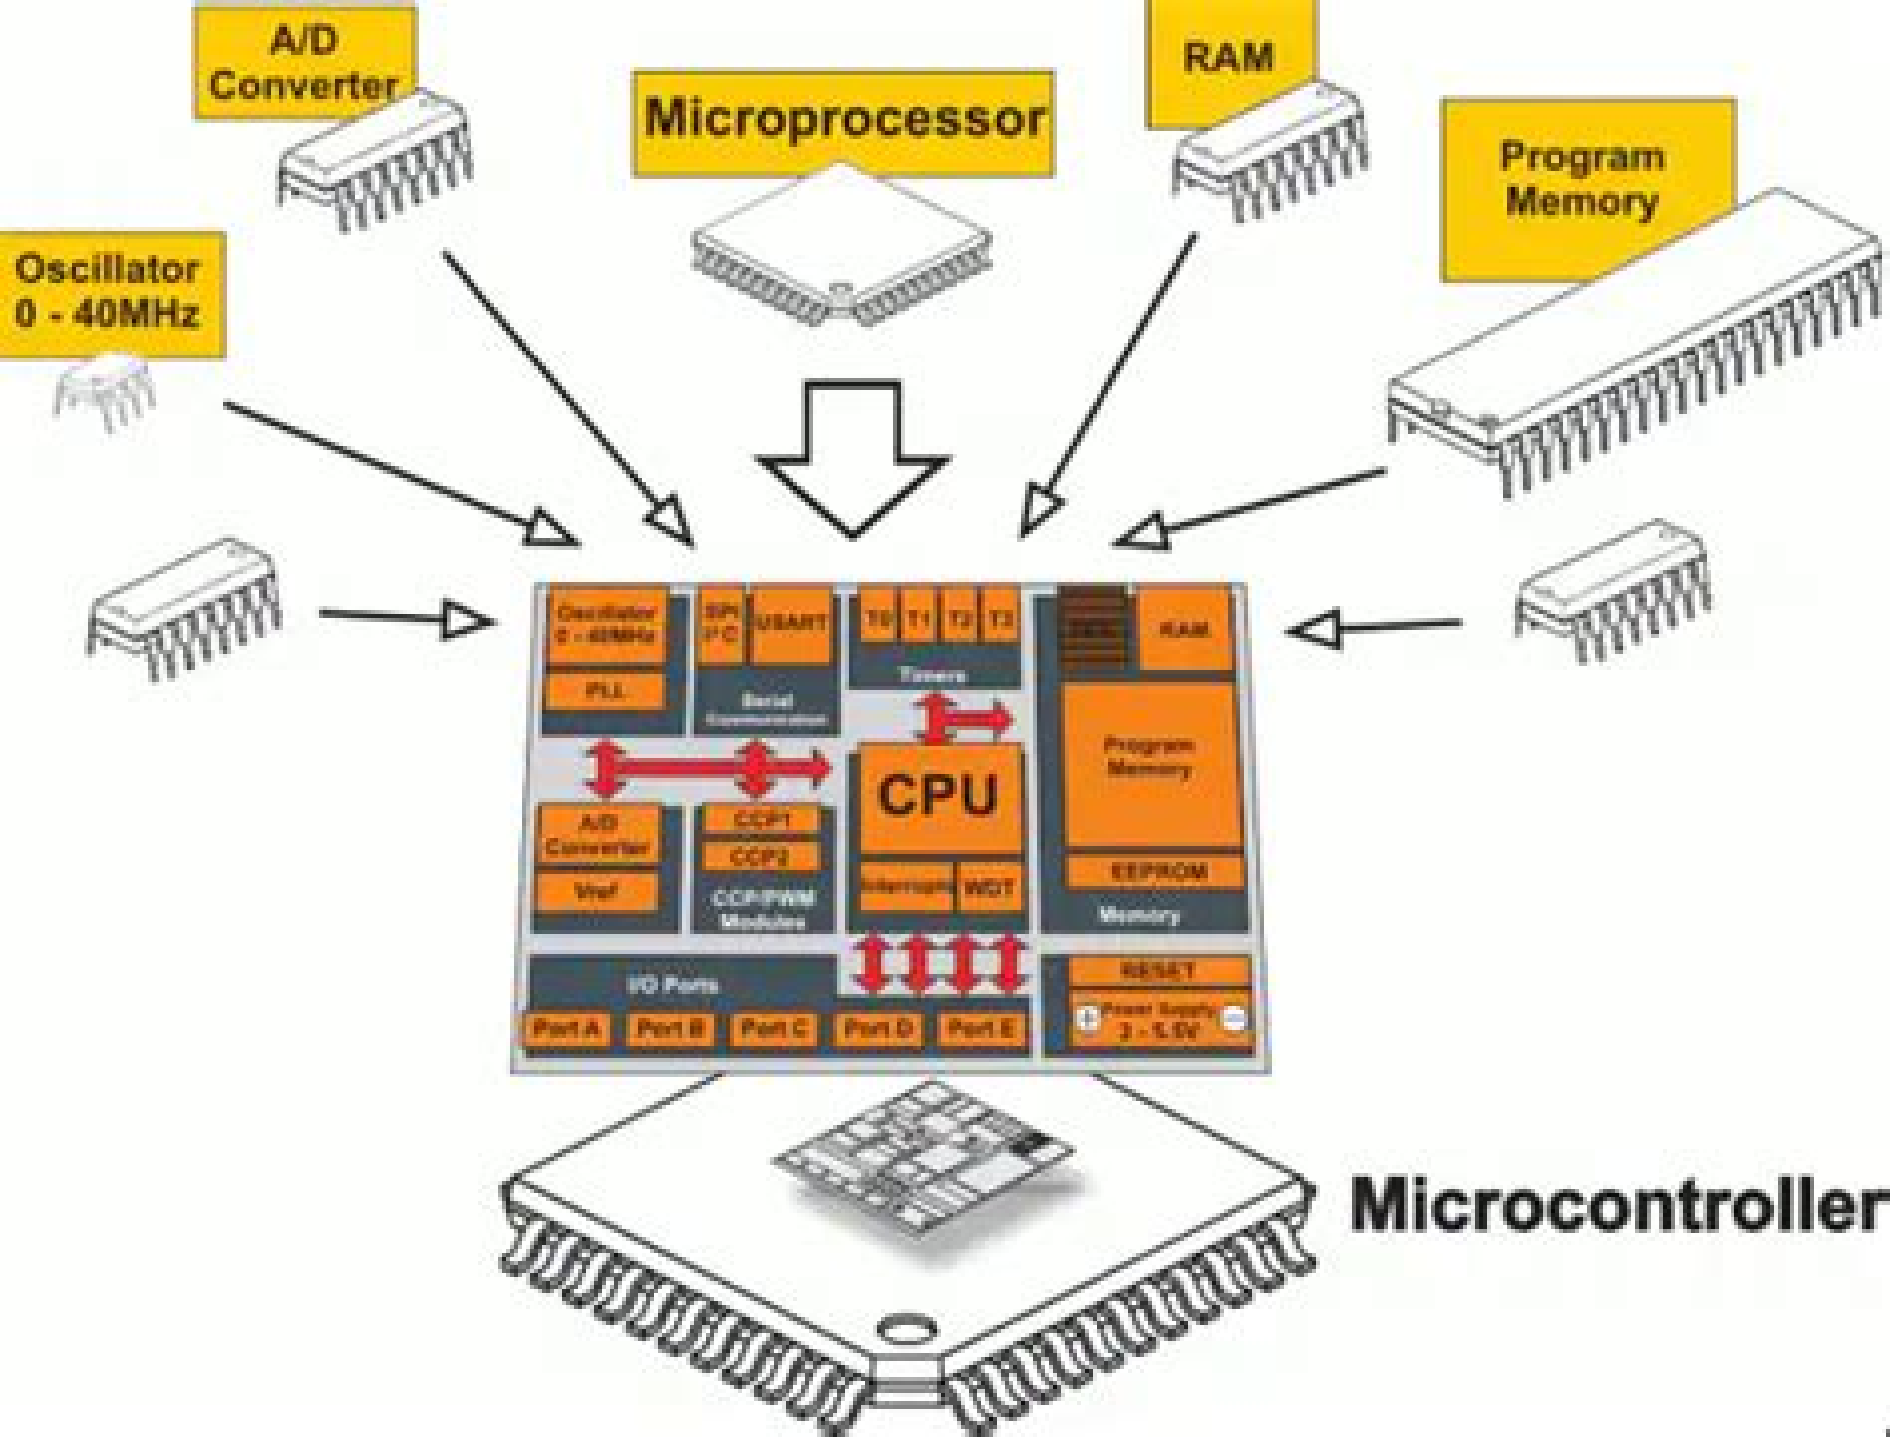 A/D
Converter
Microprocessor
RAM
Program
Memory
Oscillator
0 - 40MHz
Oscillator
0 - 40MHz
PLL
SPI
I²C
USART
Serial
Communication
T0 T1 T2 T3
Timers
RAM
Program
Memory
EEPROM
Memory
CPU
Interrupts
WDT
A/D
Converter
Vref
CCP1
CCP2
CCP/PWM
Modules
I/O Ports
Port A
Port B
Port C
Port D
Port E
RESET
+ Power Supply −
2 - 5.5V
Microcontroller